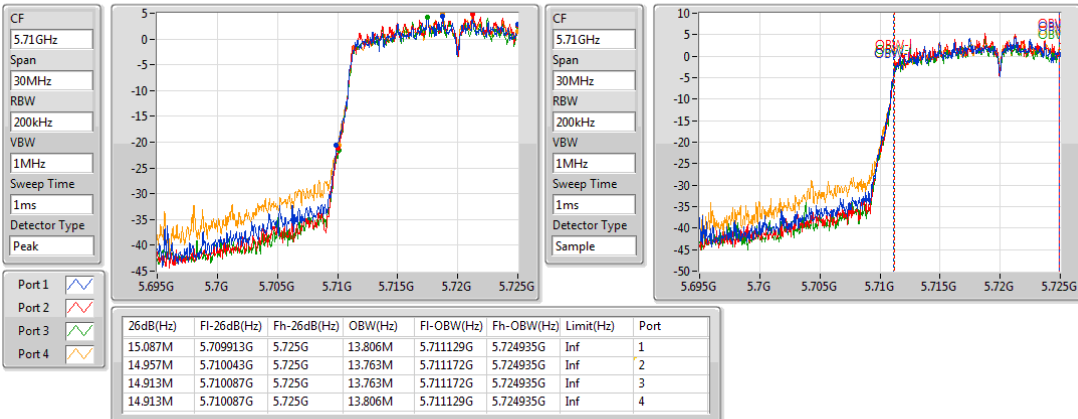 CF
5.71GHz
Span
30MHz
RBW
200kHz
VBW
1MHz
Sweep Time
1ms
Detector Type
Peak
5
0
-5
-10
-15
-20
-25
-30
-35
-40
-45
5.695G 5.7G 5.705G 5.71G 5.715G 5.72G 5.725G
CF
5.71GHz
Span
30MHz
RBW
200kHz
VBW
1MHz
Sweep Time
1ms
Detector Type
Sample
10
5
0
-5
-10
-15
-20
-25
-30
-35
-40
-45
-50
5.695G 5.7G 5.705G 5.71G 5.715G 5.72G 5.725G
Port 1
Port 2
Port 3
Port 4
26dB(Hz) Fl-26dB(Hz) Fh-26dB(Hz) OBW(Hz) Fl-OBW(Hz) Fh-OBW(Hz) Limit(Hz) Port
15.087M 5.709913G 5.725G 13.806M 5.711129G 5.724935G Inf 1
14.957M 5.710043G 5.725G 13.763M 5.711172G 5.724935G Inf 2
14.913M 5.710087G 5.725G 13.763M 5.711172G 5.724935G Inf 3
14.913M 5.710087G 5.725G 13.806M 5.711129G 5.724935G Inf 4